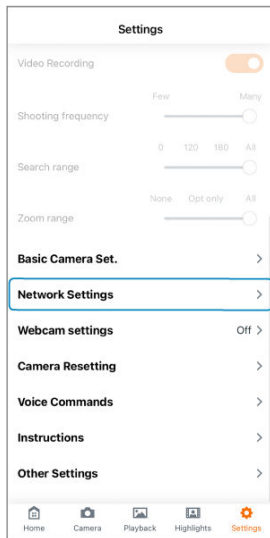 Settings
Video Recording
Few Many
Shooting frequency
0 120 180 All
Search range
None Opt only All
Zoom range
Basic Camera Set.
Network Settings
Webcam settings Off
Camera Resetting
Voice Commands
Instructions
Other Settings
Home Camera Playback Highlights Settings